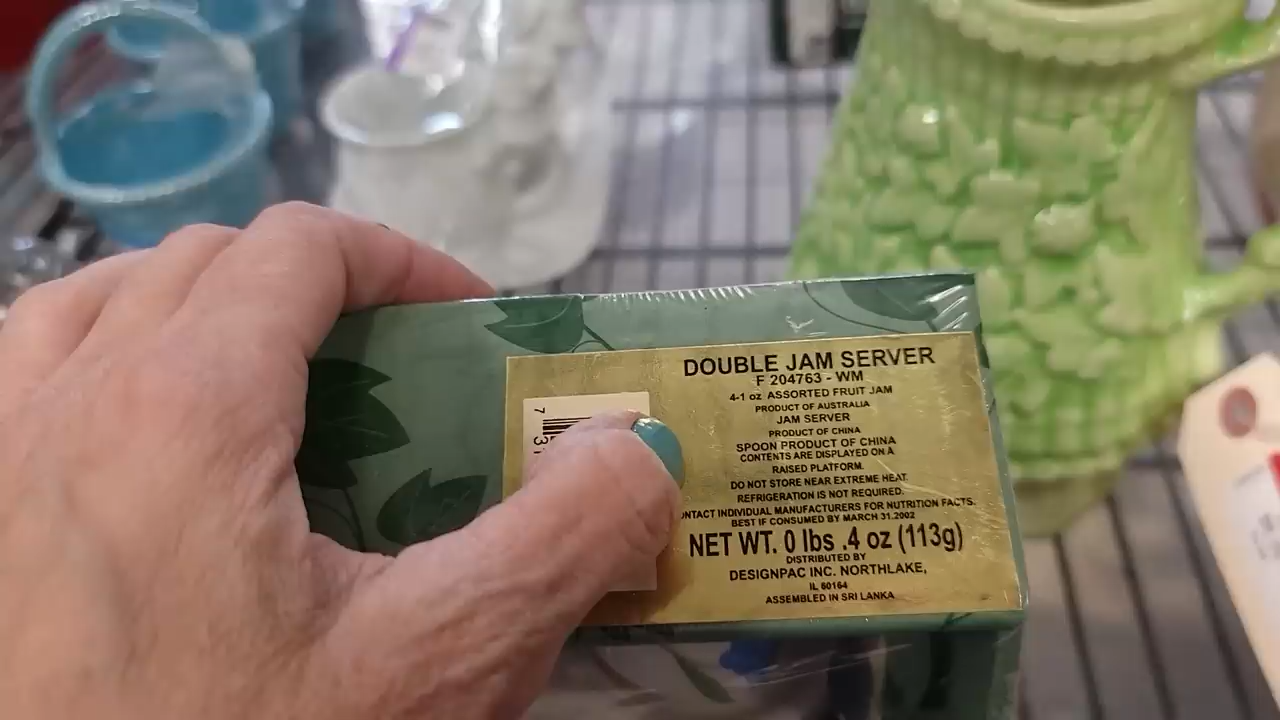 DOUBLE JAM SERVER
F 204763 - WM
4-1 oz ASSORTED FRUIT JAM
PRODUCT OF AUSTRALIA
JAM SERVER
PRODUCT OF CHINA
SPOON PRODUCT OF CHINA
CONTENTS ARE DISPLAYED ON A
RAISED PLATFORM.
DO NOT STORE NEAR EXTREME HEAT.
REFRIGERATION IS NOT REQUIRED.
ONTACT INDIVIDUAL MANUFACTURERS FOR NUTRITION FACTS.
BEST IF CONSUMED BY MARCH 31.2002
NET WT. 0 lbs .4 oz (113g)
DISTRIBUTED BY
DESIGNPAC INC. NORTHLAKE,
IL 60164
ASSEMBLED IN SRI LANKA
7